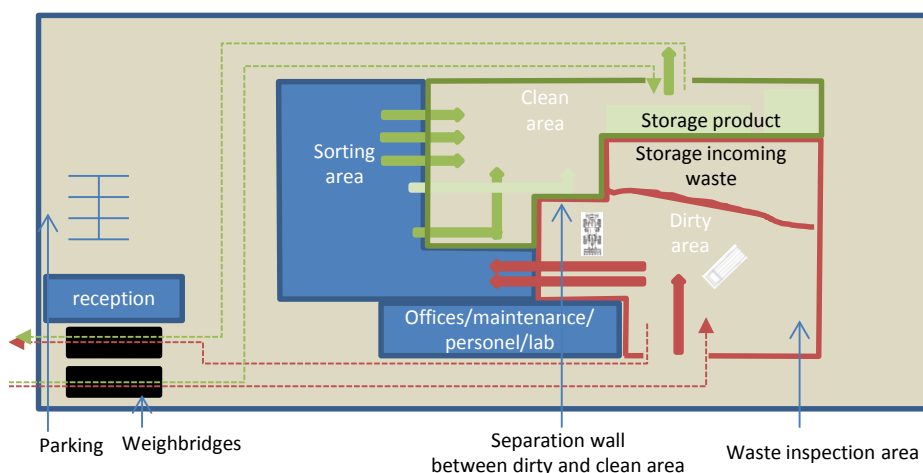 Clean
area
Storage product
Sorting
area
Storage incoming
waste
Dirty
area
reception
Offices/maintenance/
personel/lab
Parking
Weighbridges
Separation wall
between dirty and clean area
Waste inspection area